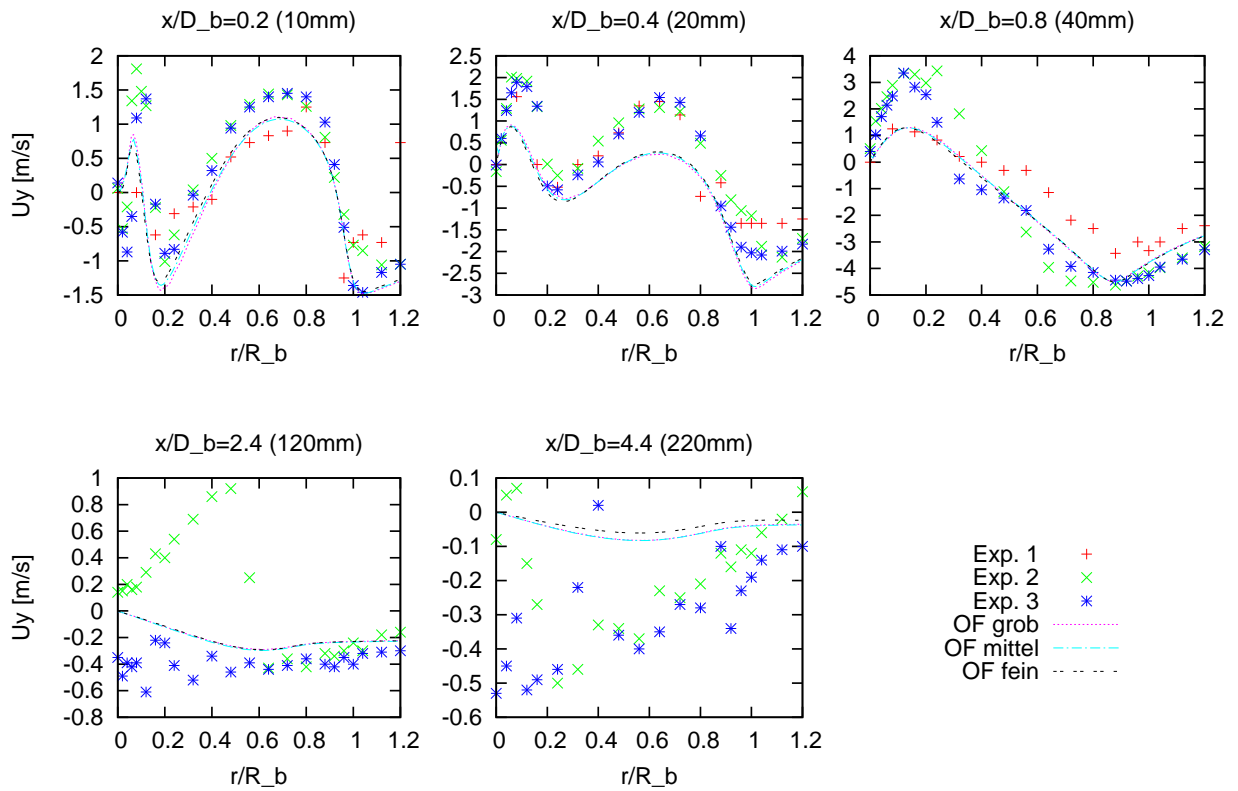 x/D_b=0.2 (10mm)
x/D_b=0.4 (20mm)
x/D_b=0.8 (40mm)
Uy [m/s]
2
1.5
1
0.5
0
-0.5
-1
-1.5
0 0.2 0.4 0.6 0.8 1 1.2
r/R_b
2.5
2
1.5
1
0.5
0
-0.5
-1
-1.5
-2
-2.5
-3
0 0.2 0.4 0.6 0.8 1 1.2
r/R_b
4
3
2
1
0
-1
-2
-3
-4
-5
0 0.2 0.4 0.6 0.8 1 1.2
r/R_b
x/D_b=2.4 (120mm)
x/D_b=4.4 (220mm)
Uy [m/s]
1
0.8
0.6
0.4
0.2
0
-0.2
-0.4
-0.6
-0.8
0 0.2 0.4 0.6 0.8 1 1.2
r/R_b
0.1
0
-0.1
-0.2
-0.3
-0.4
-0.5
-0.6
0 0.2 0.4 0.6 0.8 1 1.2
r/R_b
Exp. 1
Exp. 2
Exp. 3
OF grob
OF mittel
OF fein